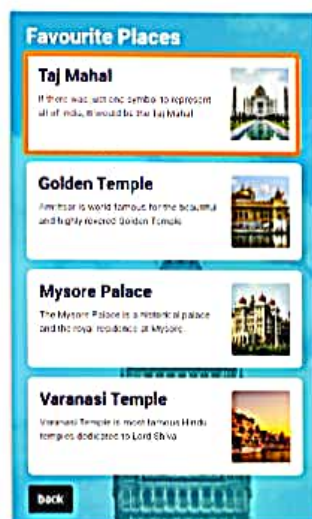 Favourite Places
Taj Mahal
If there was just one symbol to represent
all of India, it would be the Taj Mahal
Golden Temple
Amritsar is world famous for the beautiful
and highly revered Golden Temple
Mysore Palace
The Mysore Palace is a historical palace
and the royal residence at Mysore.
Varanasi Temple
Varanasi Temple is most famous Hindu
temples dedicated to Lord Shiva
back